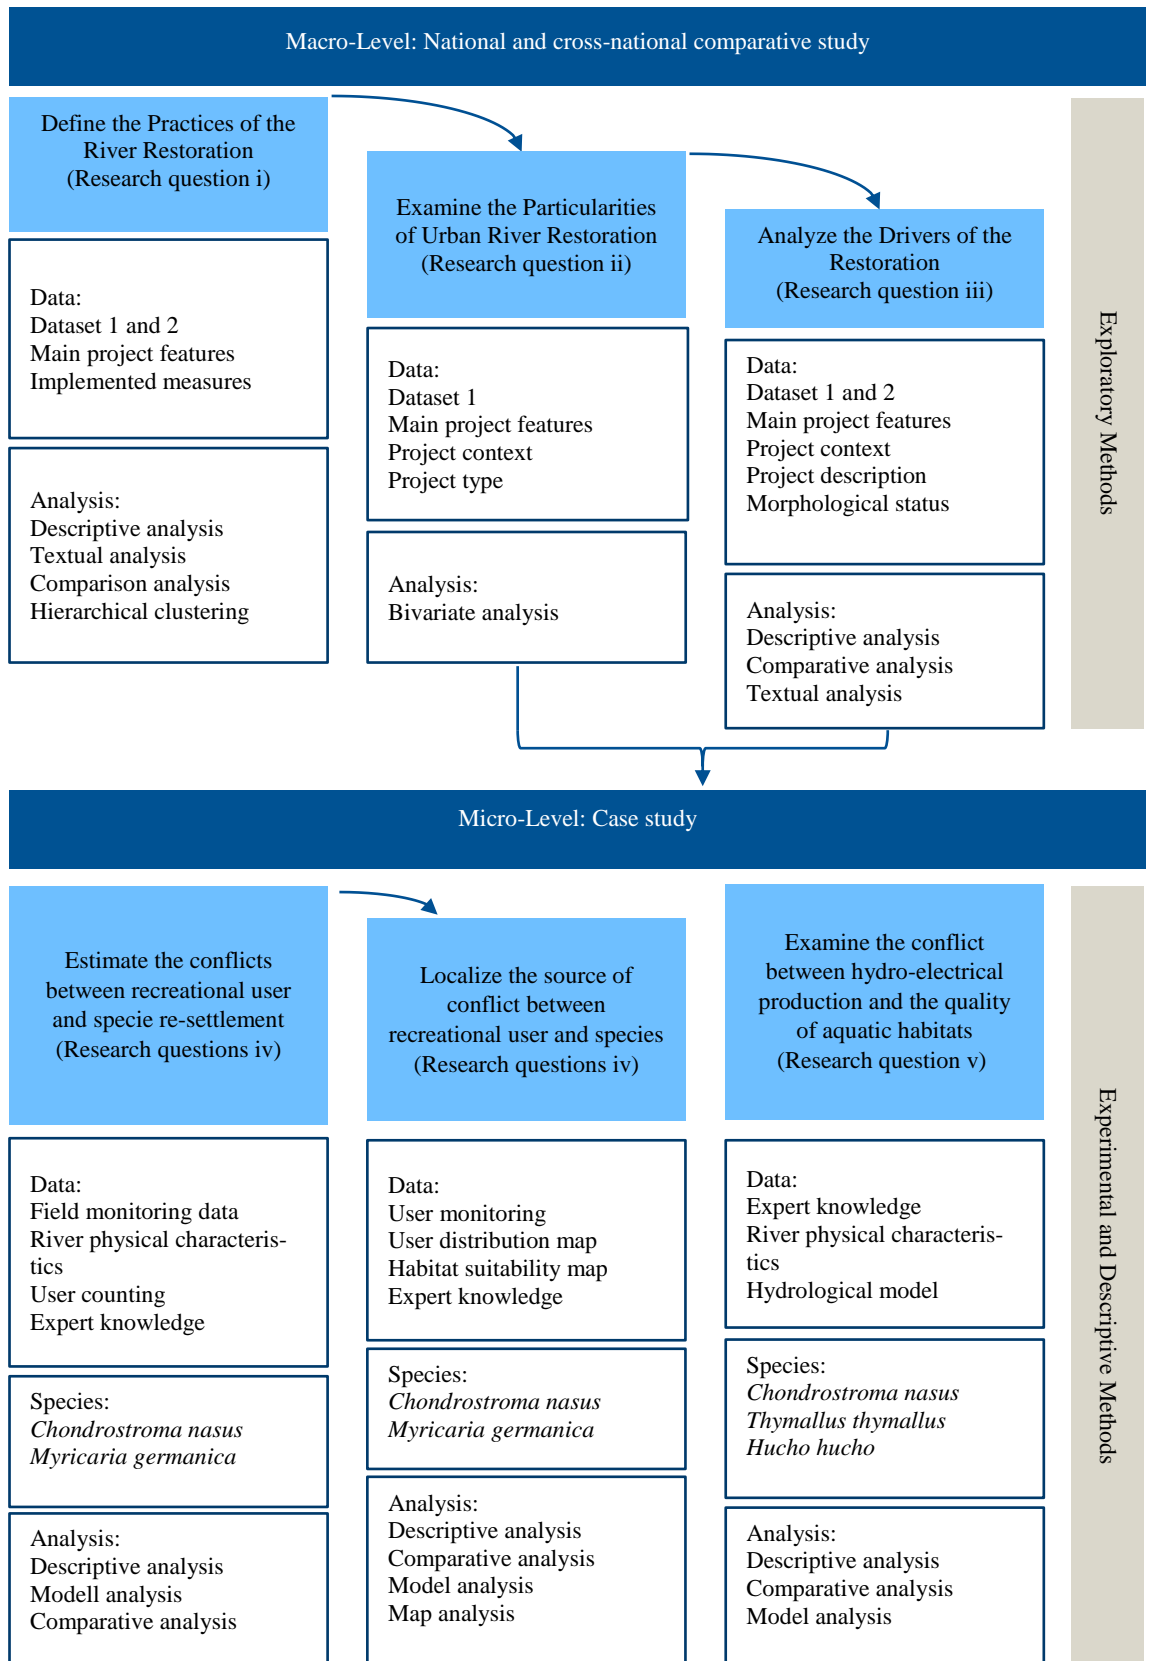 Macro-Level: National and cross-national comparative study
Define the Practices of the
River Restoration
(Research question i)
Data:
Dataset 1 and 2
Main project features
Implemented measures
Analysis:
Descriptive analysis
Textual analysis
Comparison analysis
Hierarchical clustering
Examine the Particularities
of Urban River Restoration
(Research question ii)
Data:
Dataset 1
Main project features
Project context
Project type
Analysis:
Bivariate analysis
Analyze the Drivers of the
Restoration
(Research question iii)
Data:
Dataset 1 and 2
Main project features
Project context
Project description
Morphological status
Analysis:
Descriptive analysis
Comparative analysis
Textual analysis
Exploratory Methods
Micro-Level: Case study
Estimate the conflicts
between recreational user
and specie re-settlement
(Research questions iv)
Data:
Field monitoring data
River physical characteris-
tics
User counting
Expert knowledge
Species:
Chondrostroma nasus
Myricaria germanica
Analysis:
Descriptive analysis
Modell analysis
Comparative analysis
Localize the source of
conflict between
recreational user and species
(Research questions iv)
Data:
User monitoring
User distribution map
Habitat suitability map
Expert knowledge
Species:
Chondrostroma nasus
Myricaria germanica
Analysis:
Descriptive analysis
Comparative analysis
Model analysis
Map analysis
Examine the conflict
between hydro-electrical
production and the quality
of aquatic habitats
(Research question v)
Data:
Expert knowledge
River physical characteris-
tics
Hydrological model
Species:
Chondrostroma nasus
Thymallus thymallus
Hucho hucho
Analysis:
Descriptive analysis
Comparative analysis
Model analysis
Experimental and Descriptive Methods